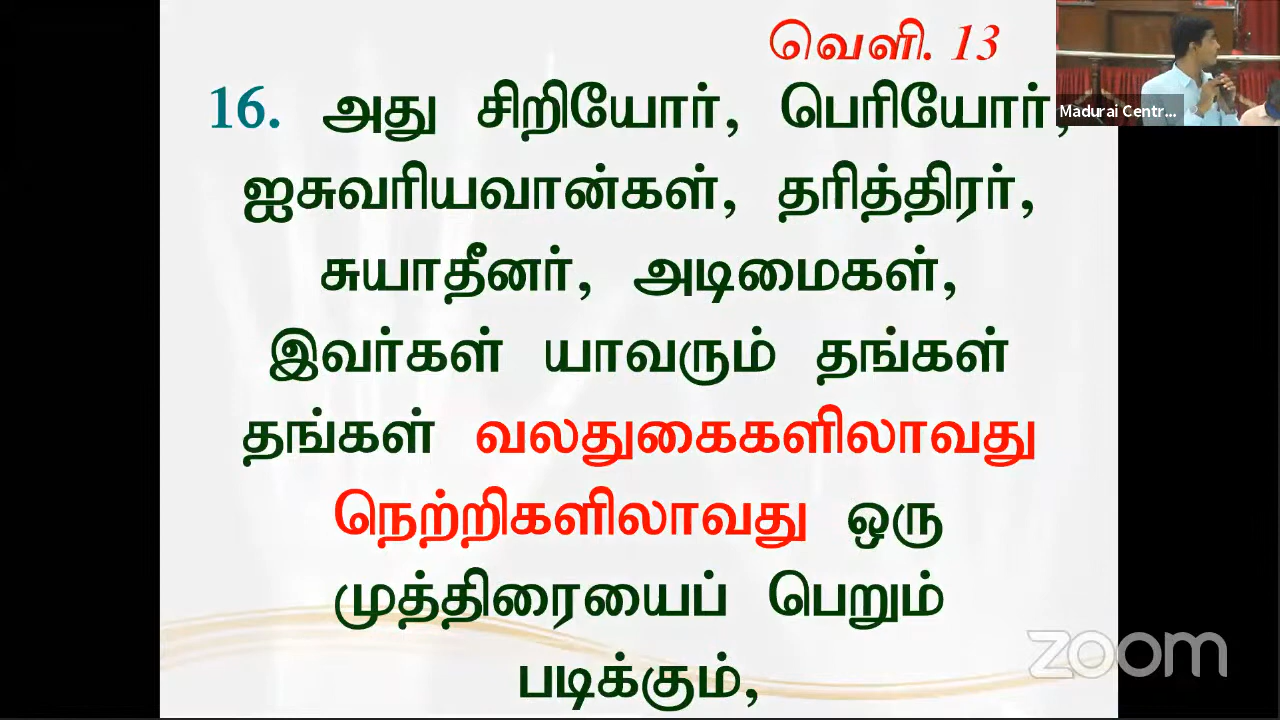 வெளி. 13
16. அது சிறியோர், பெரியோர்,
ஐசுவரியவான்கள், தரித்திரர்,
சுயாதீனர், அடிமைகள்,
இவர்கள் யாவரும் தங்கள்
தங்கள் வலதுகைகளிலாவது
நெற்றிகளிலாவது ஒரு
முத்திரையைப் பெறும்
படிக்கும்,
Madurai Centr...
zoom